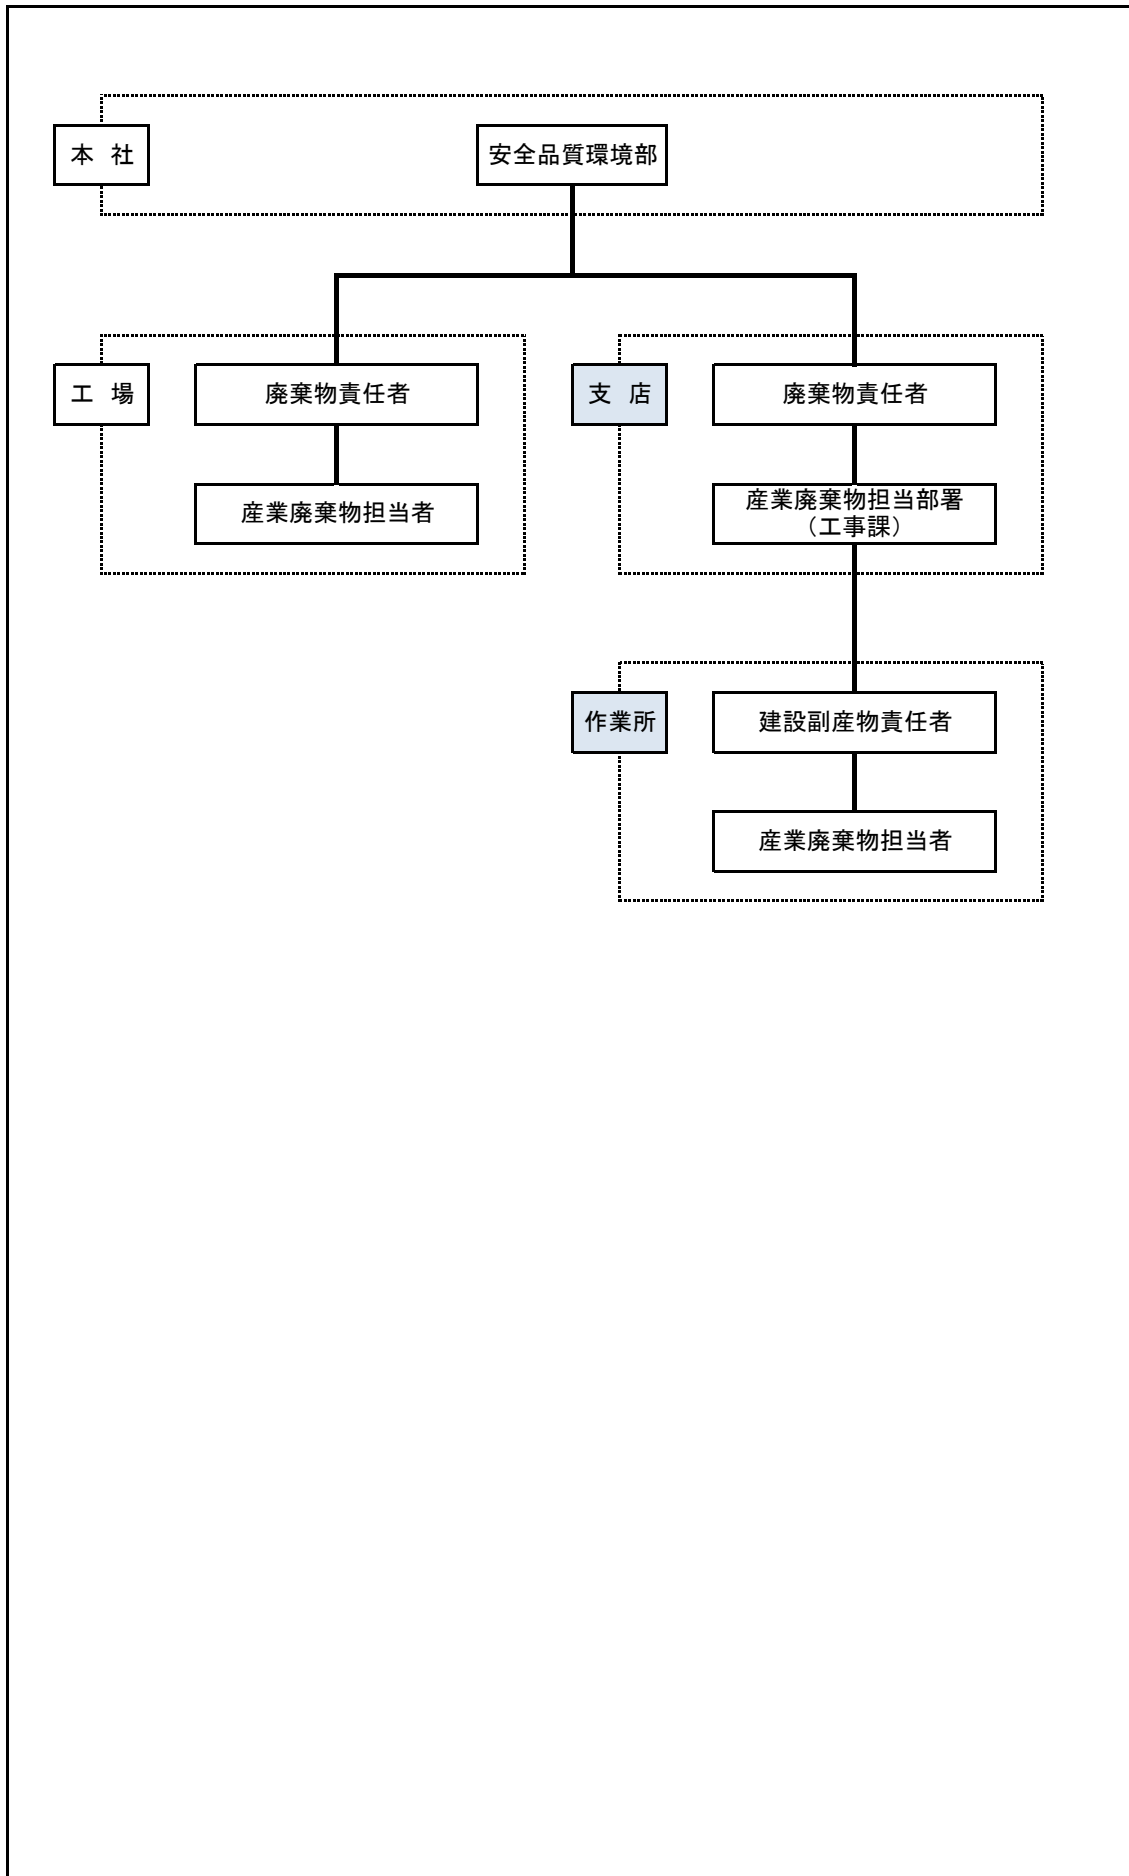 本 社
安全品質環境部
工 場
廃棄物責任者
産業廃棄物担当者
支 店
廃棄物責任者
産業廃棄物担当部署
（工事課）
作業所
建設副産物責任者
産業廃棄物担当者